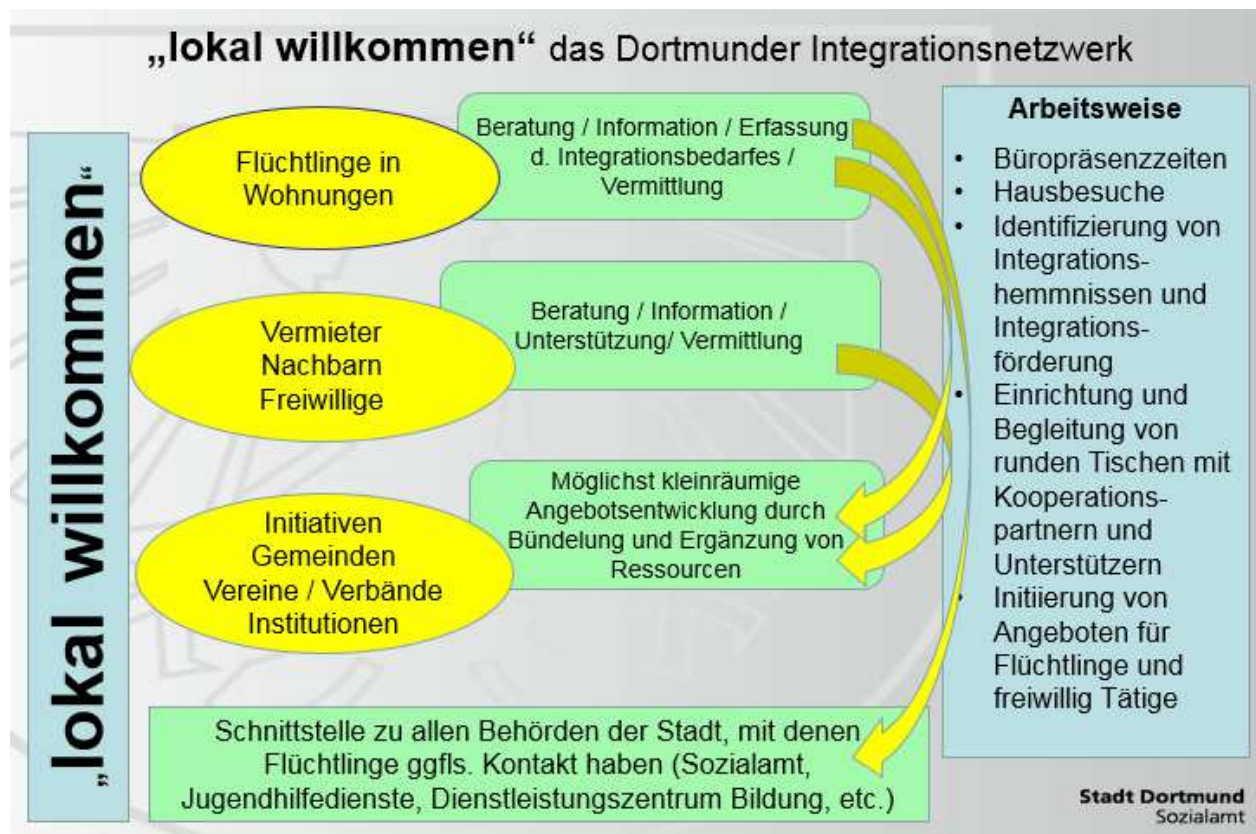 „lokal willkommen“ das Dortmunder Integrationsnetzwerk
„lokal willkommen“
Flüchtlinge in
Wohnungen
Beratung / Information / Erfassung
d. Integrationsbedarfes /
Vermittlung
Vermieter
Nachbarn
Freiwillige
Beratung / Information /
Unterstützung/ Vermittlung
Initiativen
Gemeinden
Vereine / Verbände
Institutionen
Möglichst kleinräumige
Angebotsentwicklung durch
Bündelung und Ergänzung von
Ressourcen
Schnittstelle zu allen Behörden der Stadt, mit denen
Flüchtlinge ggfls. Kontakt haben (Sozialamt,
Jugendhilfedienste, Dienstleistungszentrum Bildung, etc.)
Arbeitsweise
• Büropräsenzzeiten
• Hausbesuche
• Identifizierung von
Integrations-
hemmnissen und
Integrations-
förderung
• Einrichtung und
Begleitung von
runden Tischen mit
Kooperations-
partnern und
Unterstützern
• Initiierung von
Angeboten für
Flüchtlinge und
freiwillig Tätige
Stadt Dortmund
Sozialamt